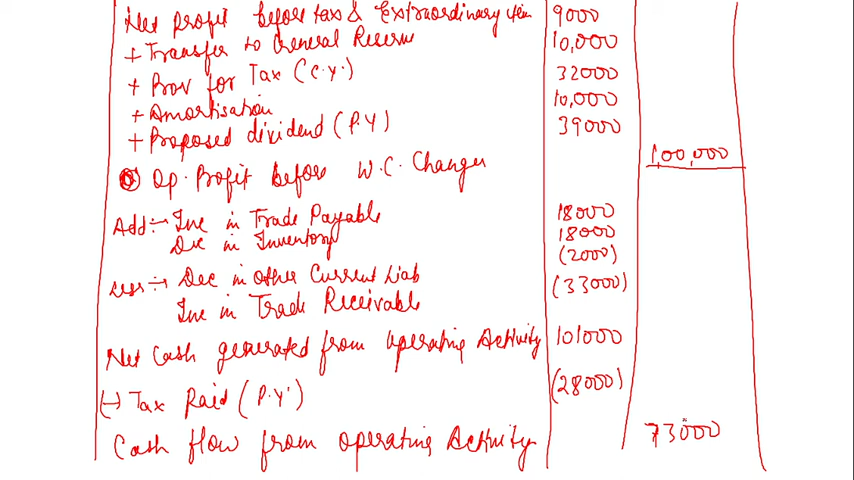 Net Profit before tax & Extraordinary item 9000
+ Transfer to General Reserve 10,000
+ Prov for Tax (C.Y.) 32000
+ Amortisation 10,000
+ Proposed dividend (P.Y) 39000
1,00,000
Op. Profit before W.C. Changes
Add:- Inc in Trade Payable 18000
Dec in Inventory 18000
(2000)
Less:- Dec in other Current Liab (33000)
Inc in Trade Receivable
Net Cash generated from operating Activity 101000
(-) Tax Paid (P.Y.) (28000)
Cash flow from operating Activity 73000